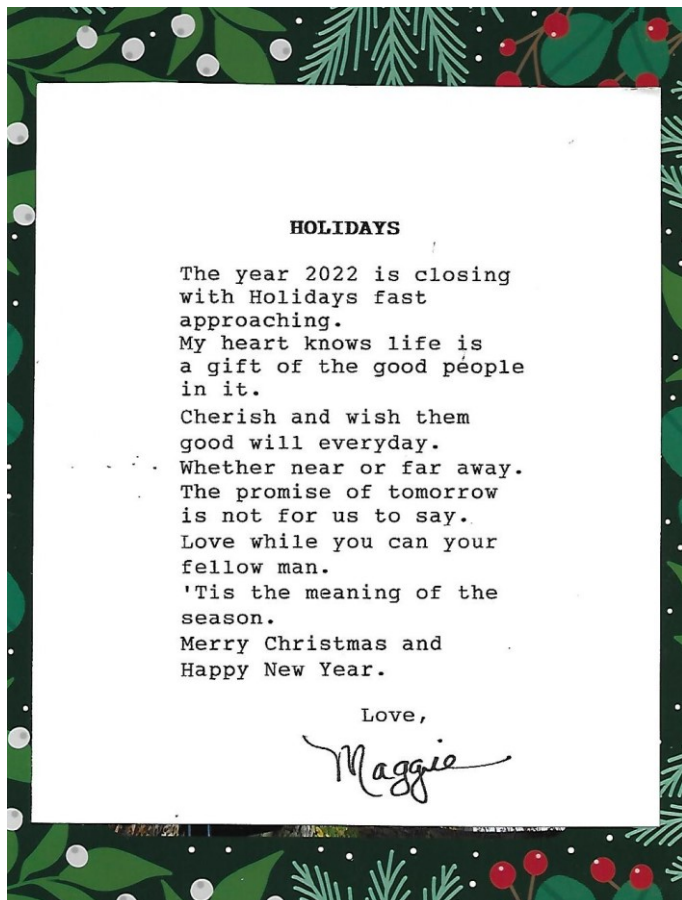 HOLIDAYS
The year 2022 is closing
with Holidays fast
approaching.
My heart knows life is
a gift of the good people
in it.
Cherish and wish them
good will everyday.
Whether near or far away.
The promise of tomorrow
is not for us to say.
Love while you can your
fellow man.
'Tis the meaning of the
season.
Merry Christmas and
Happy New Year.
Love,
Maggie